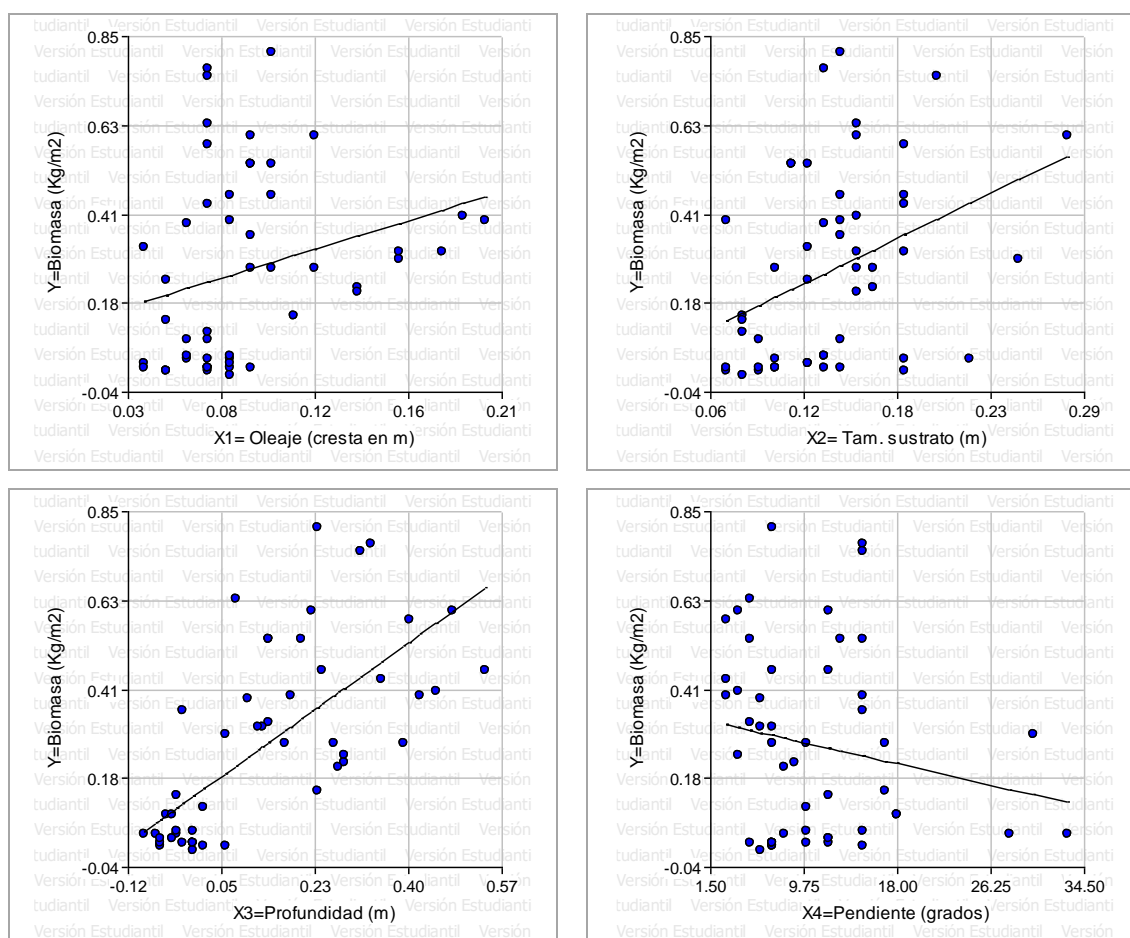 0.85
0.63
0.41
0.18
-0.04
Y=Biomasa (Kg/m2)
0.03 0.08 0.12 0.16 0.21
X1= Oleaje (cresta en m)
0.85
0.63
0.41
0.18
-0.04
Y=Biomasa (Kg/m2)
0.06 0.12 0.18 0.23 0.29
X2= Tam. sustrato (m)
0.85
0.63
0.41
0.18
-0.04
Y=Biomasa (Kg/m2)
-0.12 0.05 0.23 0.40 0.57
X3=Profundidad (m)
0.85
0.63
0.41
0.18
-0.04
Y=Biomasa (Kg/m2)
1.50 9.75 18.00 26.25 34.50
X4=Pendiente (grados)
Versión Estudiantil